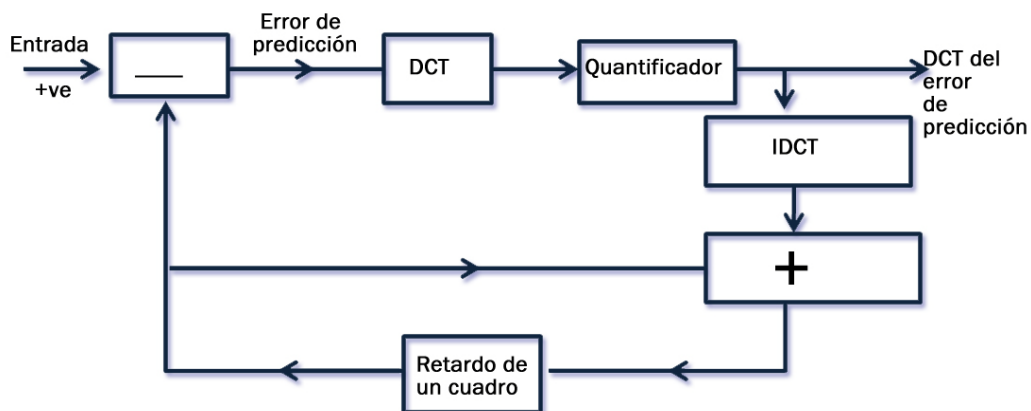 Entrada
+ve
—
Error de
predicción
DCT
Quantificador
DCT del
error
de
predicción
IDCT
+
Retardo de
un cuadro